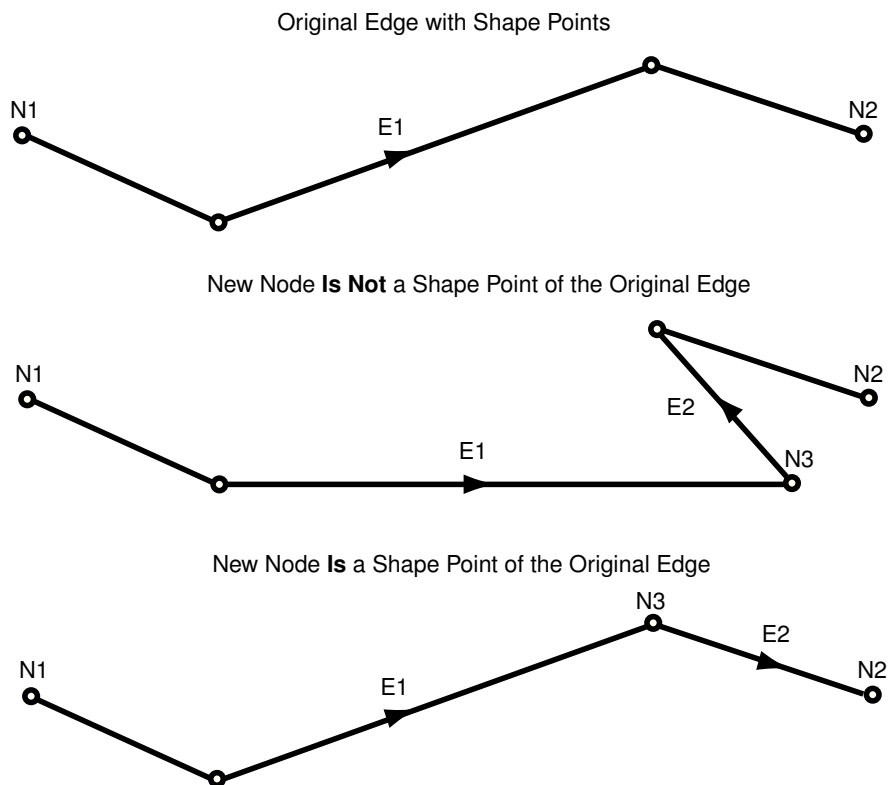 Original Edge with Shape Points
N1
E1
N2
New Node Is Not a Shape Point of the Original Edge
N1
N2
E2
E1
N3
New Node Is a Shape Point of the Original Edge
N3
E2
N1
N2
E1